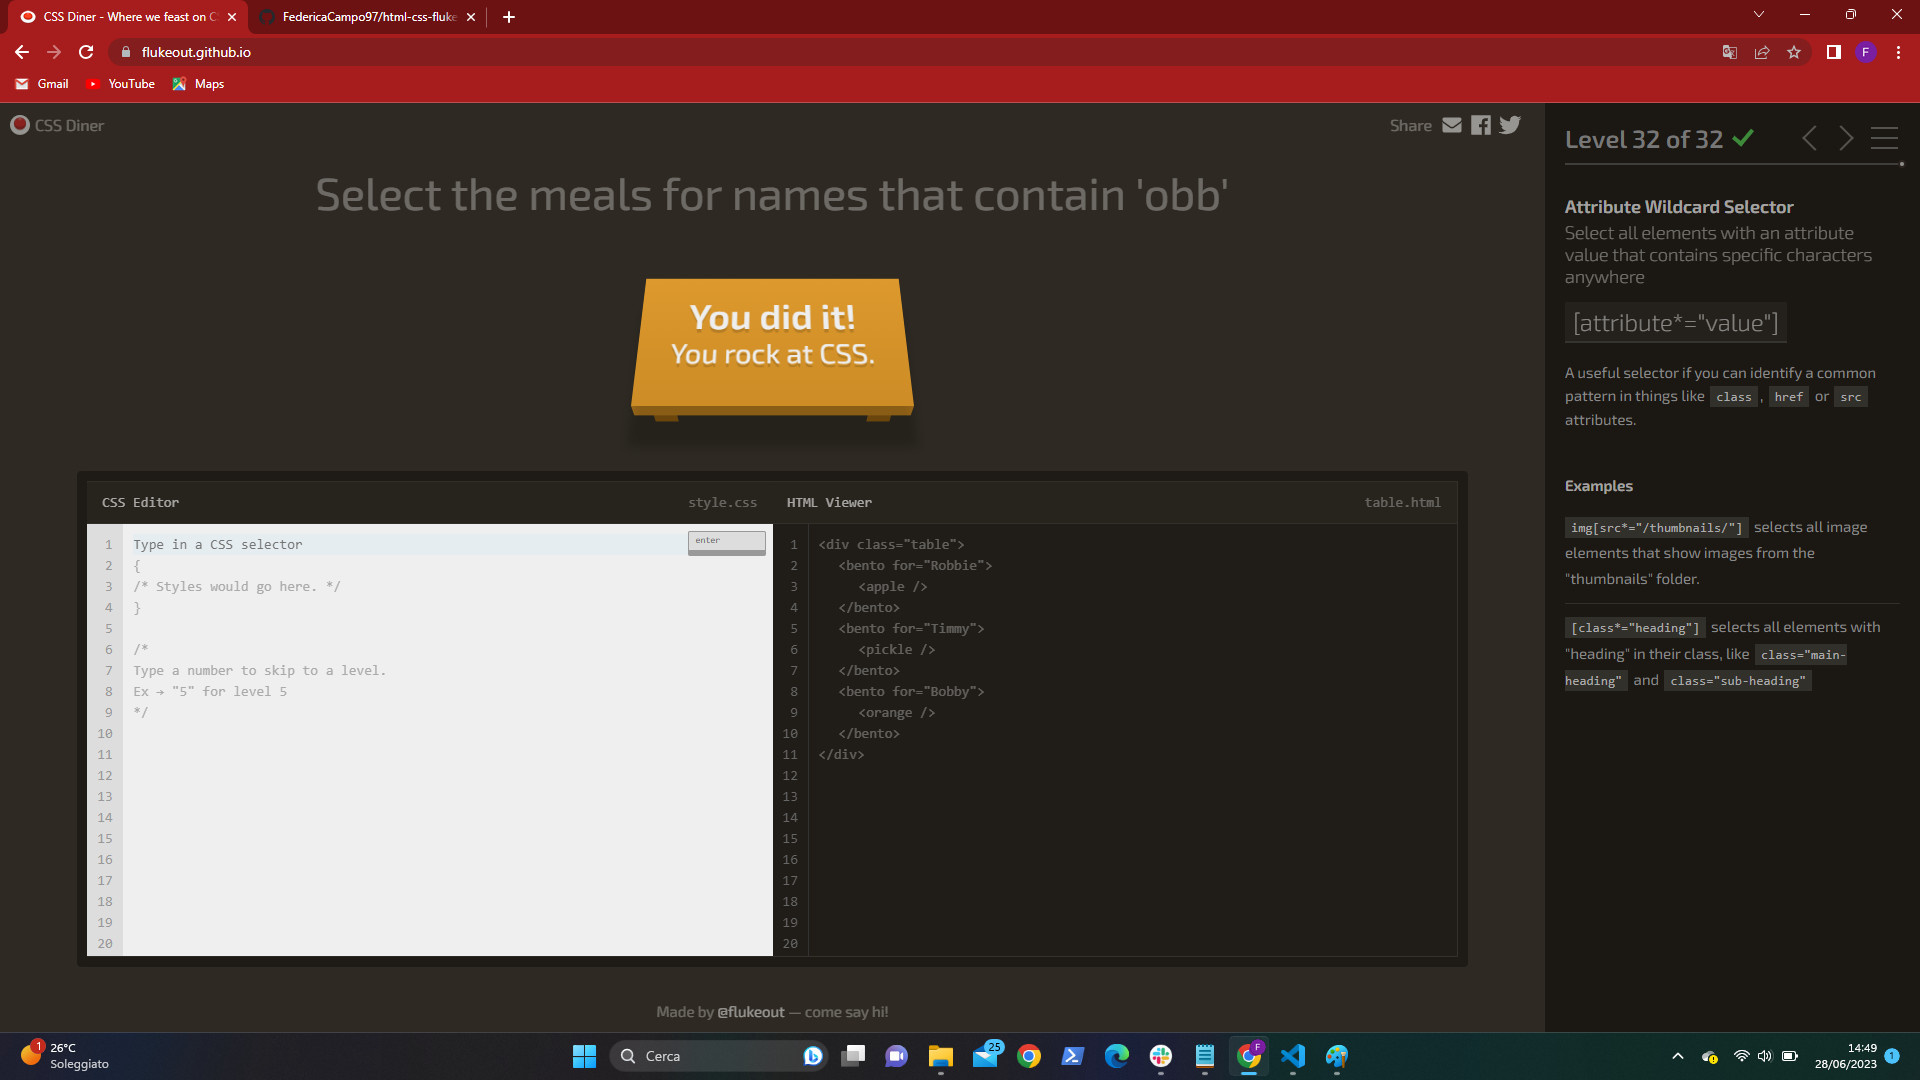 CSS Diner - Where we feast on C
FedericaCampo97/html-css-fluke
flukeout.github.io
F
Gmail
YouTube
Maps
CSS Diner
Share
Select the meals for names that contain 'obb'
You did it!
You rock at CSS.
CSS Editor
style.css
1 Type in a CSS selector
enter
2 {
3 /* Styles would go here. */
4 }
5
6 /*
7 Type a number to skip to a level.
8 Ex → "5" for level 5
9 */
10
11
12
13
14
15
16
17
18
19
20
HTML Viewer
table.html
1 <div class="table">
2 <bento for="Robbie">
3 <apple />
4 </bento>
5 <bento for="Timmy">
6 <pickle />
7 </bento>
8 <bento for="Bobby">
9 <orange />
10 </bento>
11 </div>
12
13
14
15
16
17
18
19
20
Made by @flukeout — come say hi!
Level 32 of 32
Attribute Wildcard Selector
Select all elements with an attribute
value that contains specific characters
anywhere
[attribute*="value"]
A useful selector if you can identify a common
pattern in things like class, href or src
attributes.
Examples
img[src*="/thumbnails/"] selects all image
elements that show images from the
"thumbnails" folder.
[class*="heading"] selects all elements with
"heading" in their class, like class="main-
heading" and class="sub-heading"
1
26°C
Soleggiato
Cerca
25
F
14:49
28/06/2023
1